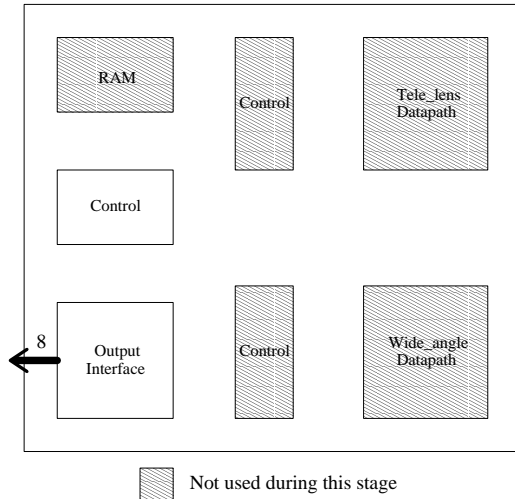 RAM
Control
Tele_lens
Datapath
Control
8
Output
Interface
Control
Wide_angle
Datapath
Not used during this stage